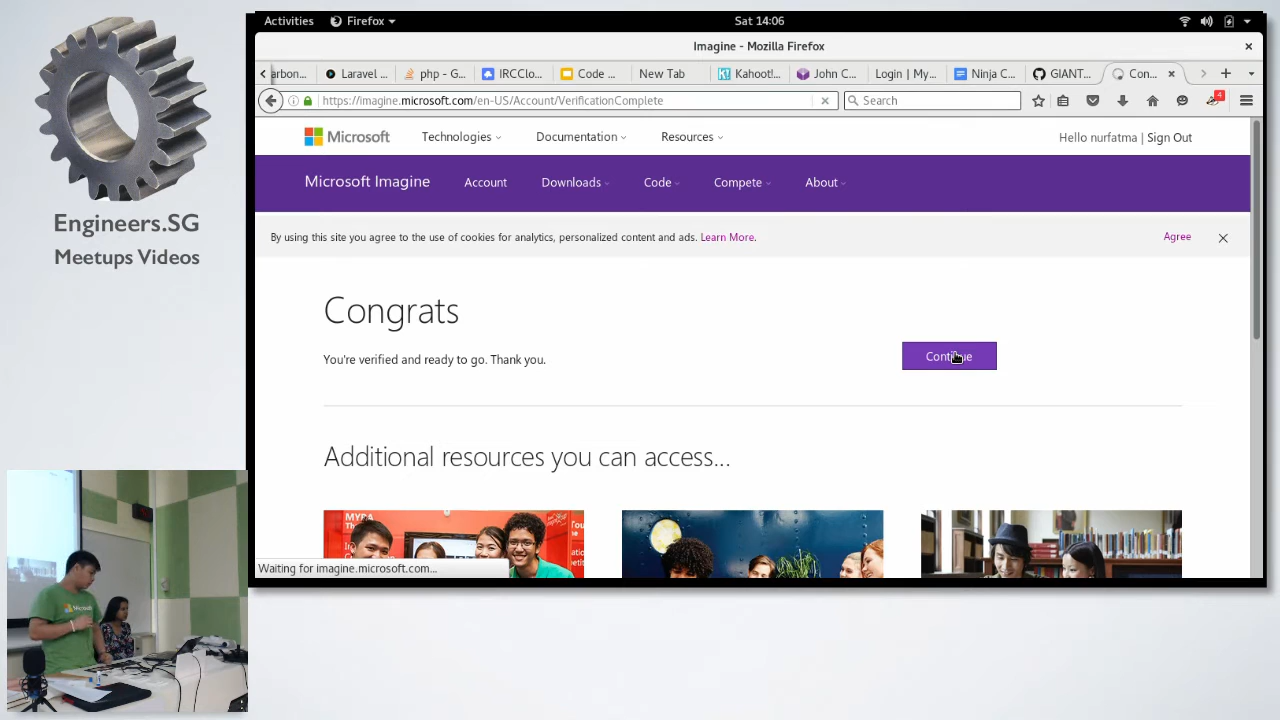 Engineers.SG
Meetups Videos
Activities Firefox Sat 14:06
Imagine - Mozilla Firefox
arbon... Laravel ... php - G... IRCClo... Code ... New Tab Kahoot!... John C... Login | My... Ninja C... GIANT... Con...
https://imagine.microsoft.com/en-US/Account/VerificationComplete Search 4
Microsoft Technologies Documentation Resources Hello nurfatma | Sign Out
Microsoft Imagine Account Downloads Code Compete About
By using this site you agree to the use of cookies for analytics, personalized content and ads. Learn More. Agree
Congrats
You're verified and ready to go. Thank you.
Continue
Additional resources you can access...
MYRA
Waiting for imagine.microsoft.com...
Microsoft